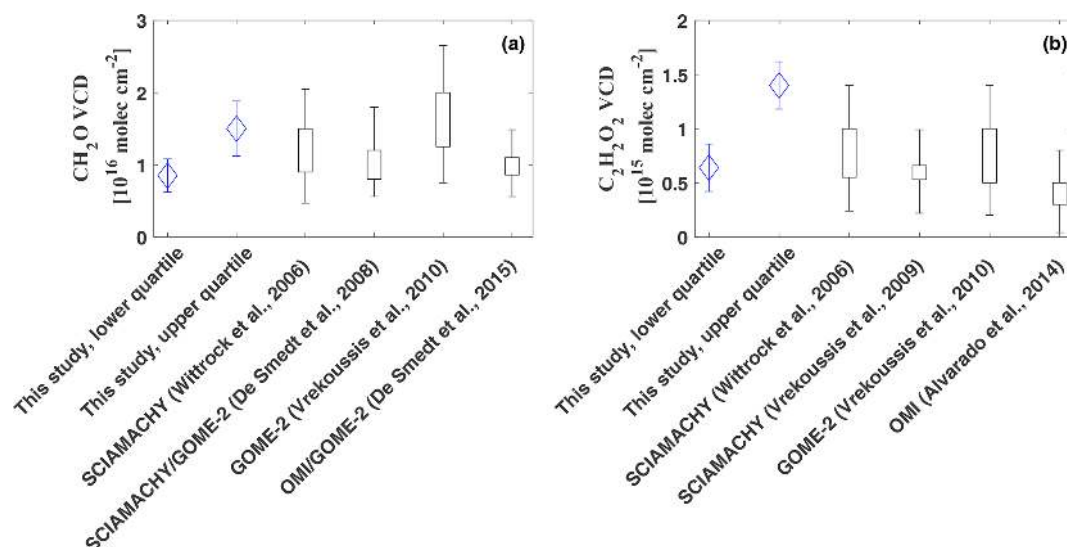 (a)
CH2O VCD
[10^16 molec cm^-2]
3
2
1
0
This study, lower quartile
This study, upper quartile
SCIAMACHY (Wittrock et al., 2006)
SCIAMACHY/GOME-2 (De Smedt et al., 2008)
GOME-2 (Vrekoussis et al., 2010)
OMI/GOME-2 (De Smedt et al., 2015)
(b)
C2H2O2 VCD
[10^15 molec cm^-2]
2
1.5
1
0.5
0
This study, lower quartile
This study, upper quartile
SCIAMACHY (Wittrock et al., 2006)
SCIAMACHY (Vrekoussis et al., 2009)
GOME-2 (Vrekoussis et al., 2010)
OMI (Alvarado et al., 2014)